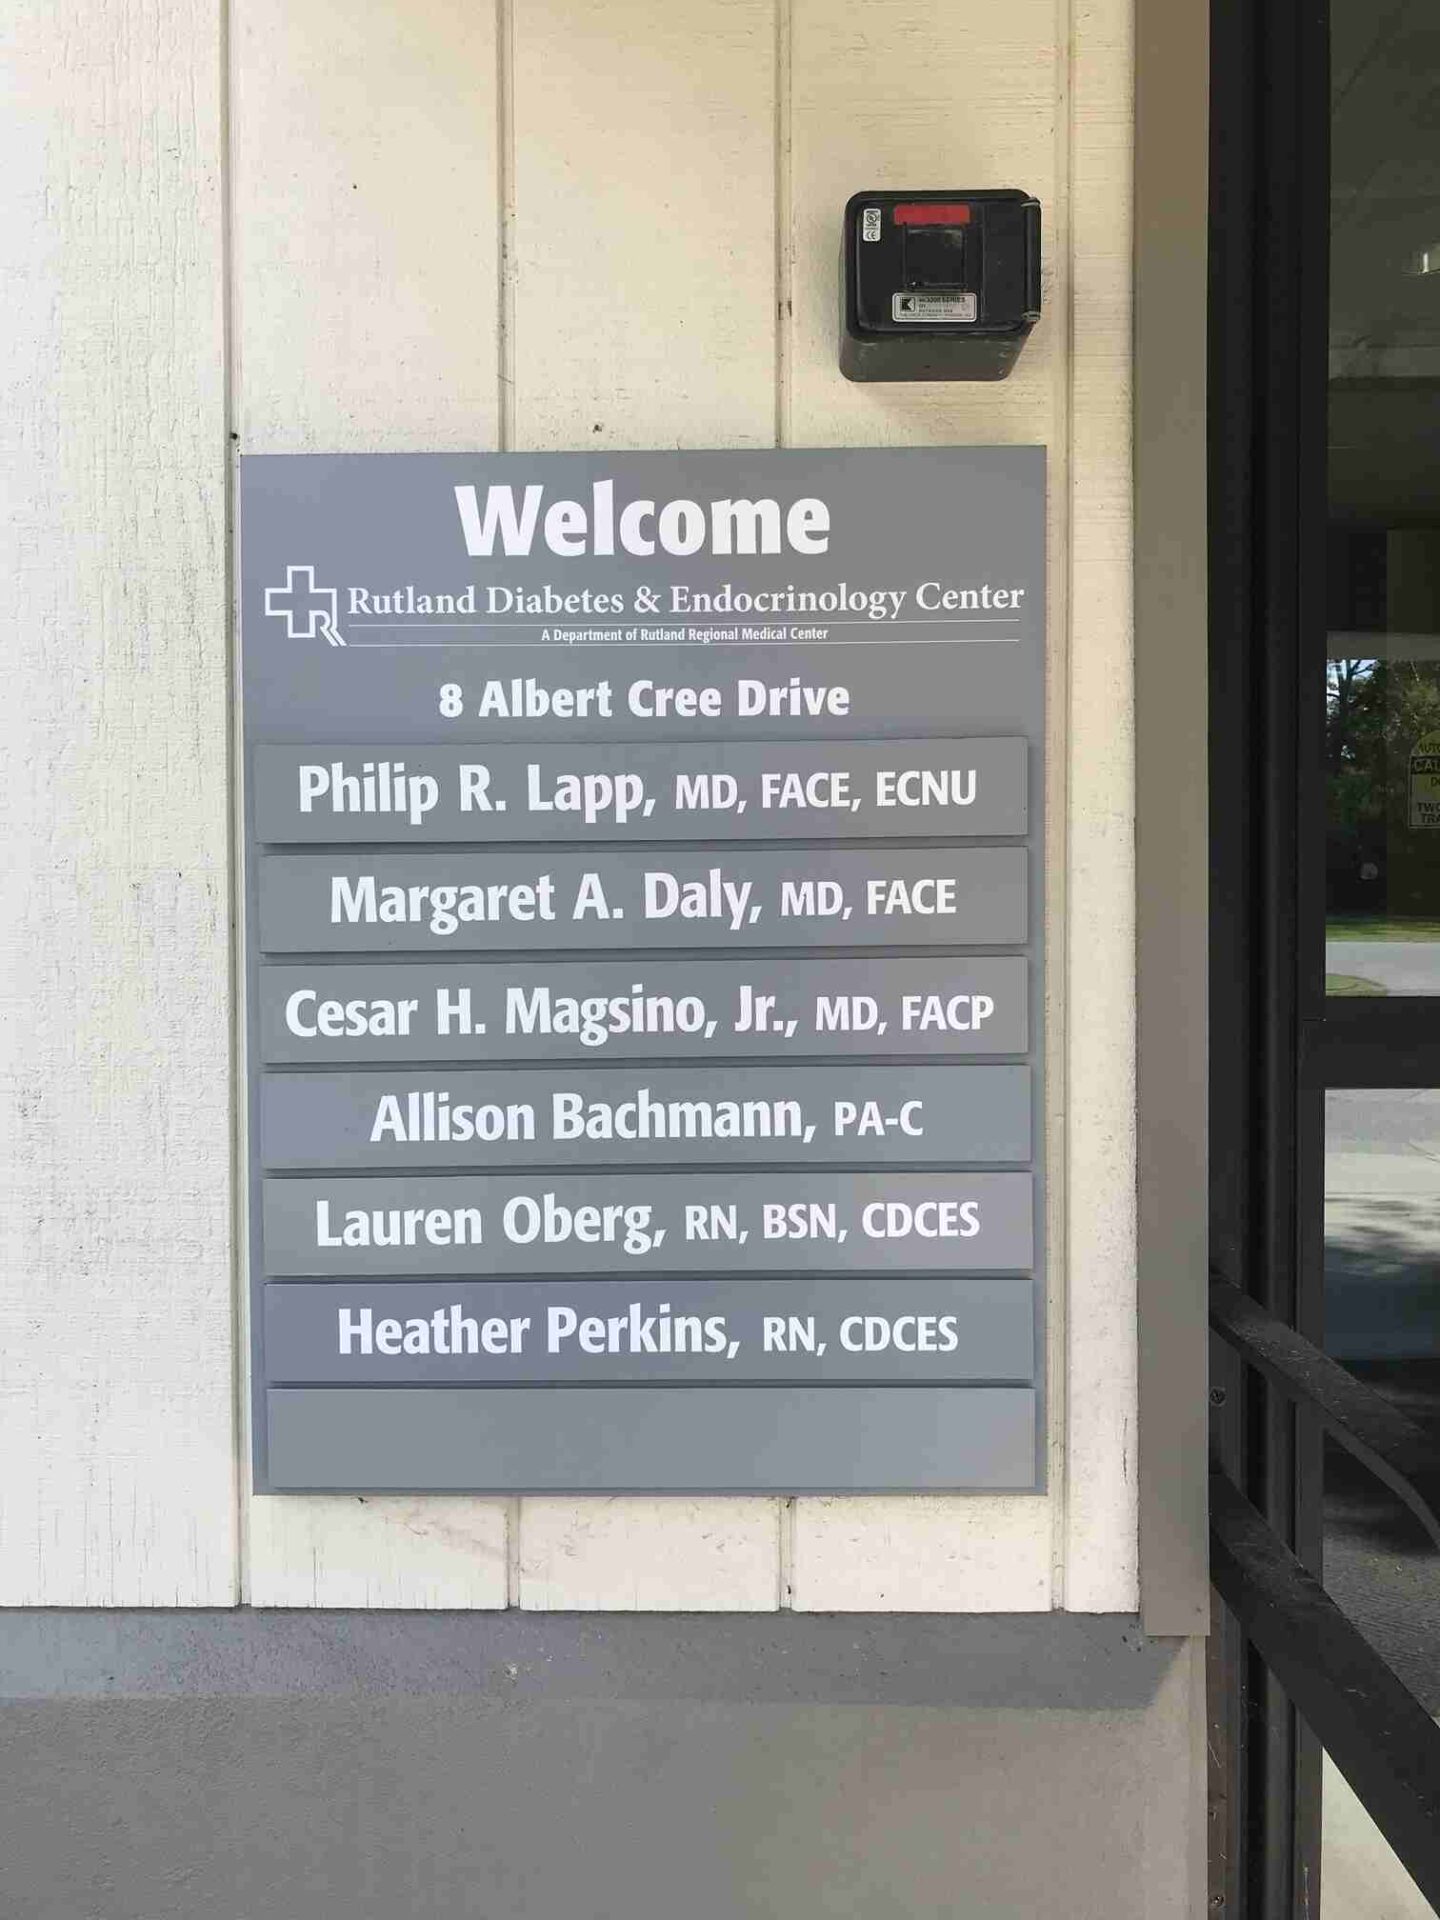 Welcome
Rutland Diabetes & Endocrinology Center
A Department of Rutland Regional Medical Center
8 Albert Cree Drive
Philip R. Lapp, MD, FACE, ECNU
Margaret A. Daly, MD, FACE
Cesar H. Magsino, Jr., MD, FACP
Allison Bachmann, PA-C
Lauren Oberg, RN, BSN, CDCES
Heather Perkins, RN, CDCES